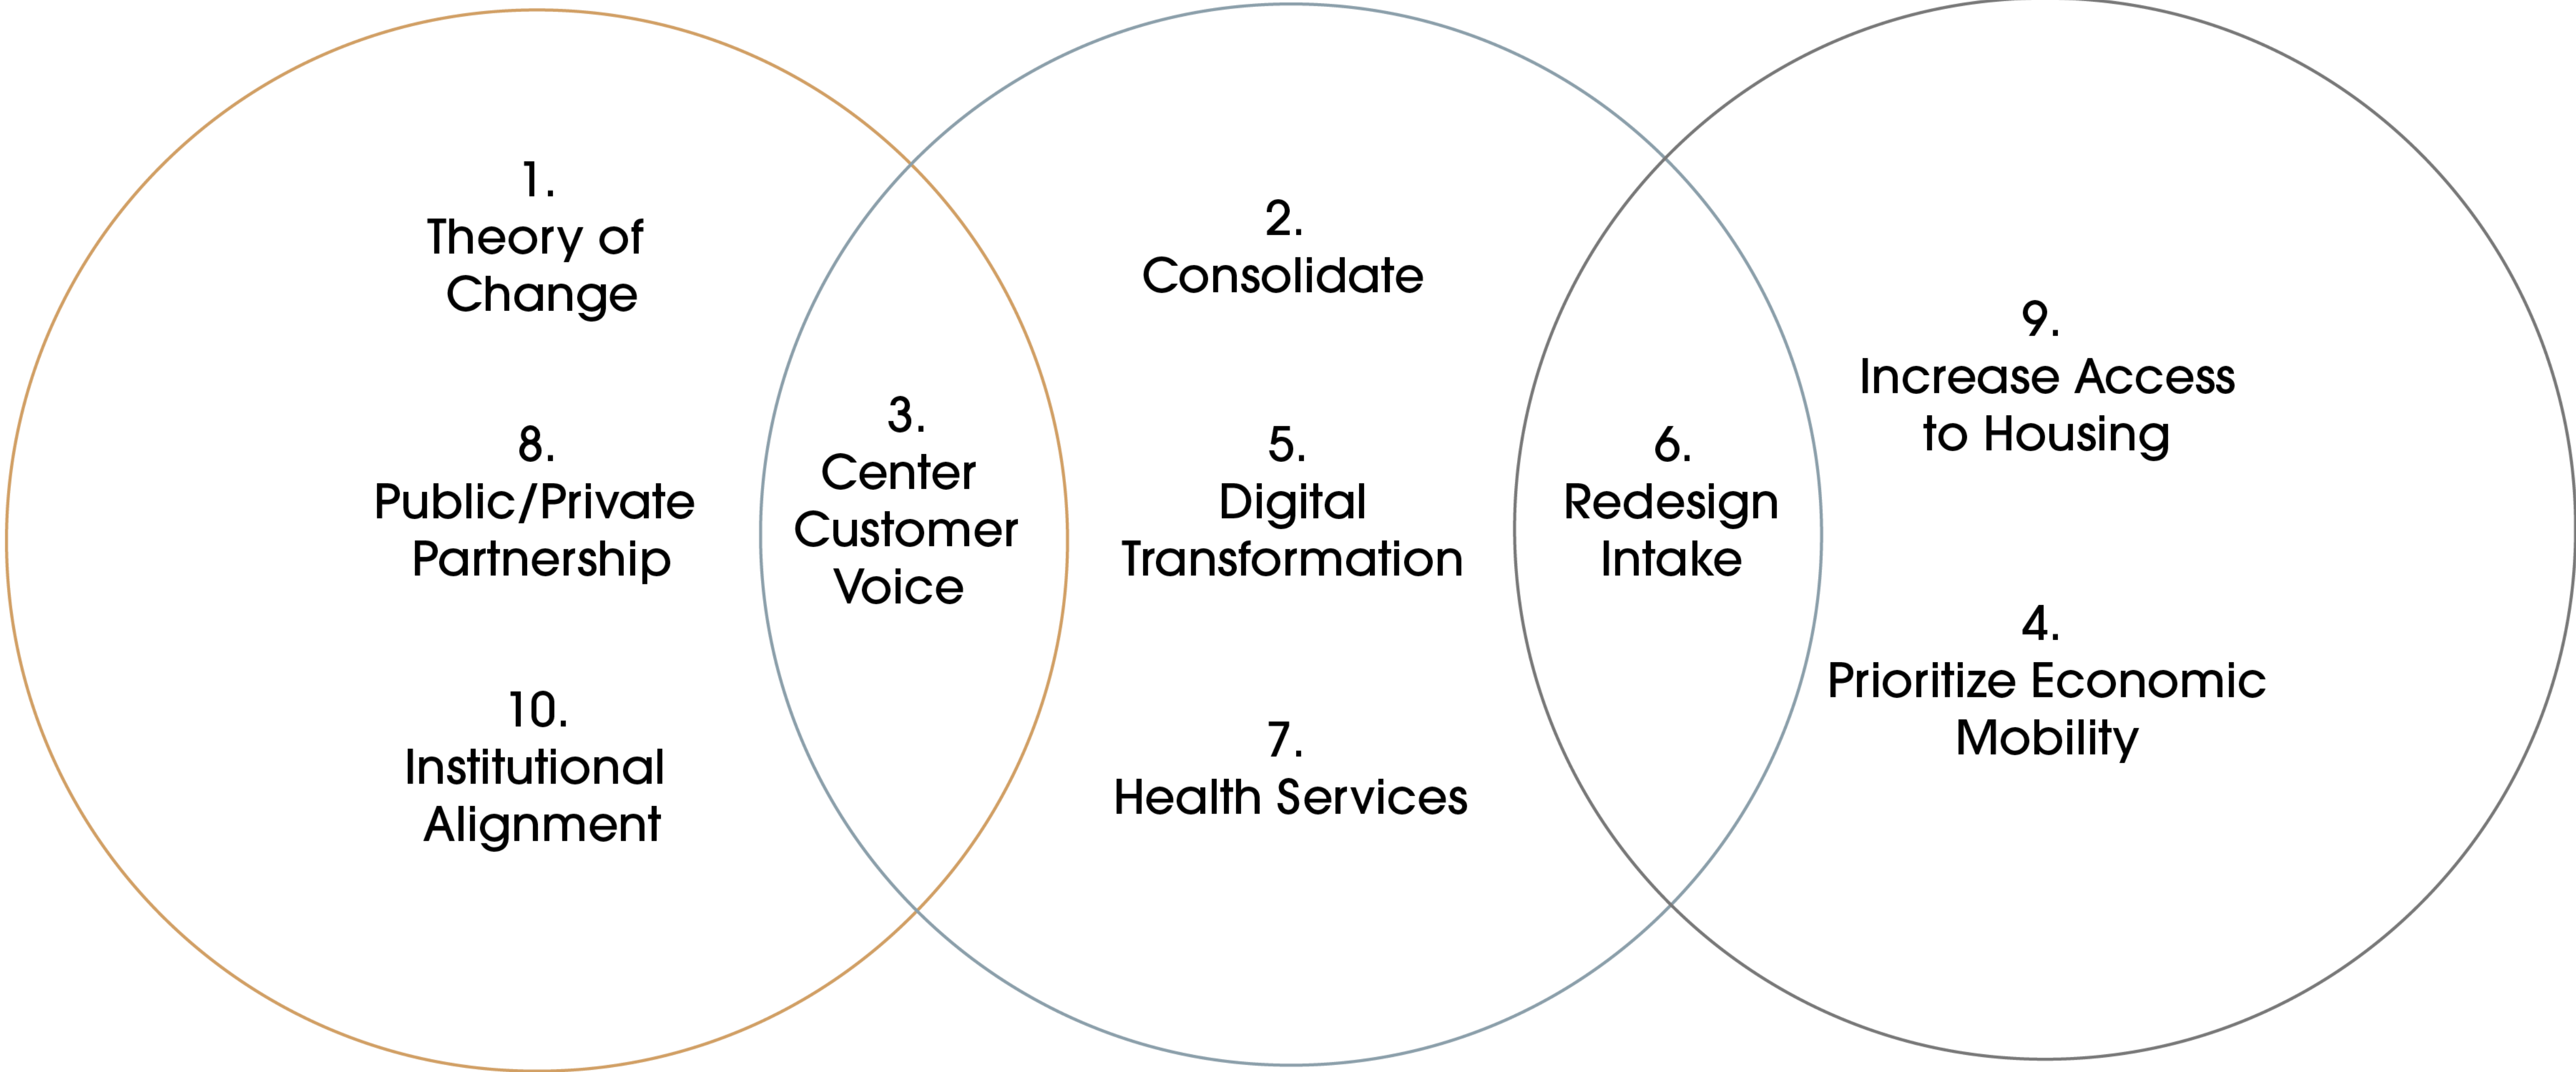 1.
Theory of
Change
8.
Public/Private
Partnership
10.
Institutional
Alignment
3.
Center
Customer
Voice
2.
Consolidate
5.
Digital
Transformation
7.
Health Services
6.
Redesign
Intake
9.
Increase Access
to Housing
4.
Prioritize Economic
Mobility